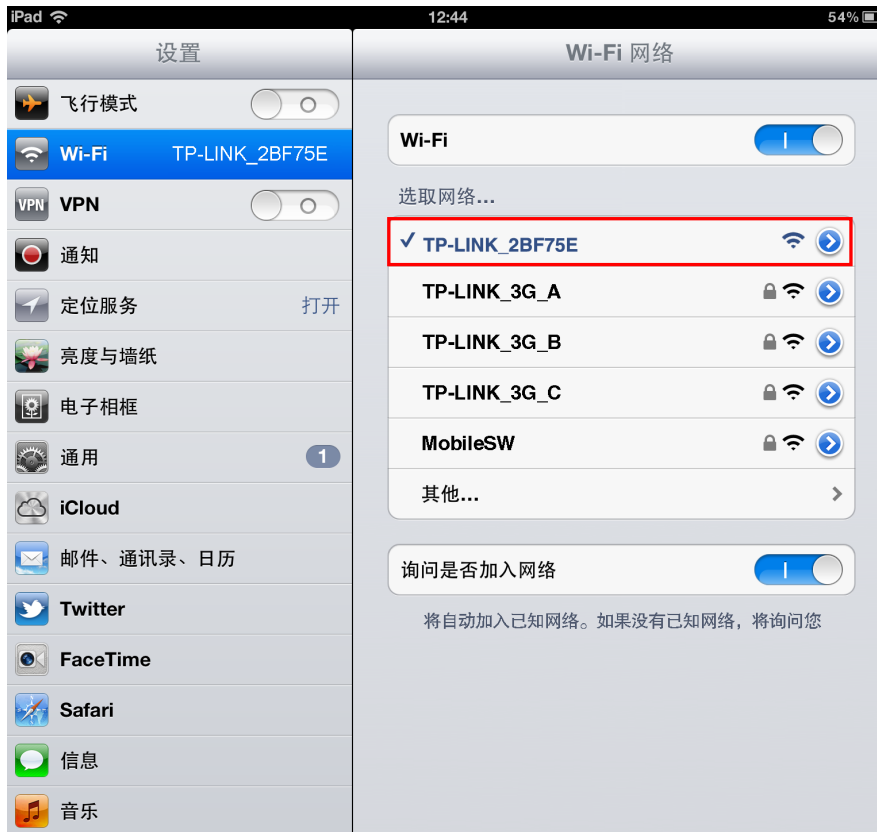 iPad 12:44 54%
设置
飞行模式
Wi-Fi TP-LINK_2BF75E
VPN VPN
通知
定位服务 打开
亮度与墙纸
电子相框
通用 1
iCloud
邮件、通讯录、日历
Twitter
FaceTime
Safari
信息
音乐
Wi-Fi 网络
Wi-Fi
选取网络...
TP-LINK_2BF75E
TP-LINK_3G_A
TP-LINK_3G_B
TP-LINK_3G_C
MobileSW
其他...
询问是否加入网络
将自动加入已知网络。如果没有已知网络，将询问您